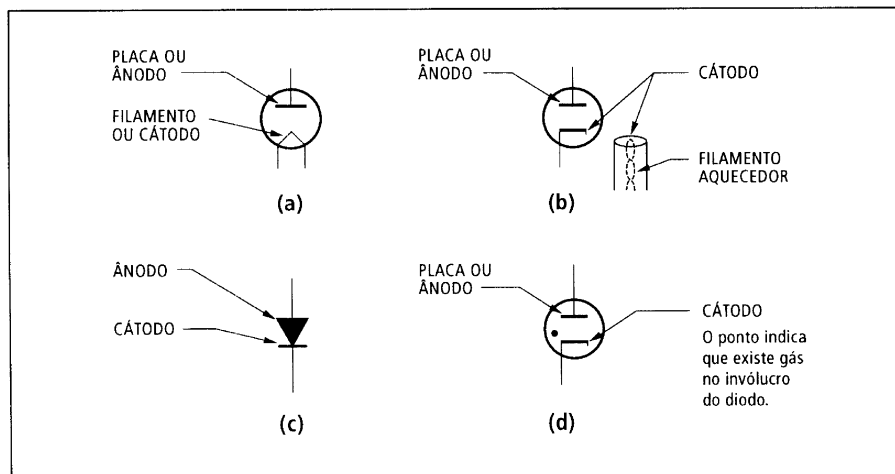 PLACA OU
ÂNODO
FILAMENTO
OU CÁTODO
(a)
PLACA OU
ÂNODO
CÁTODO
FILAMENTO
AQUECEDOR
(b)
ÂNODO
CÁTODO
(c)
PLACA OU
ÂNODO
CÁTODO
O ponto indica
que existe gás
no invólucro
do diodo.
(d)